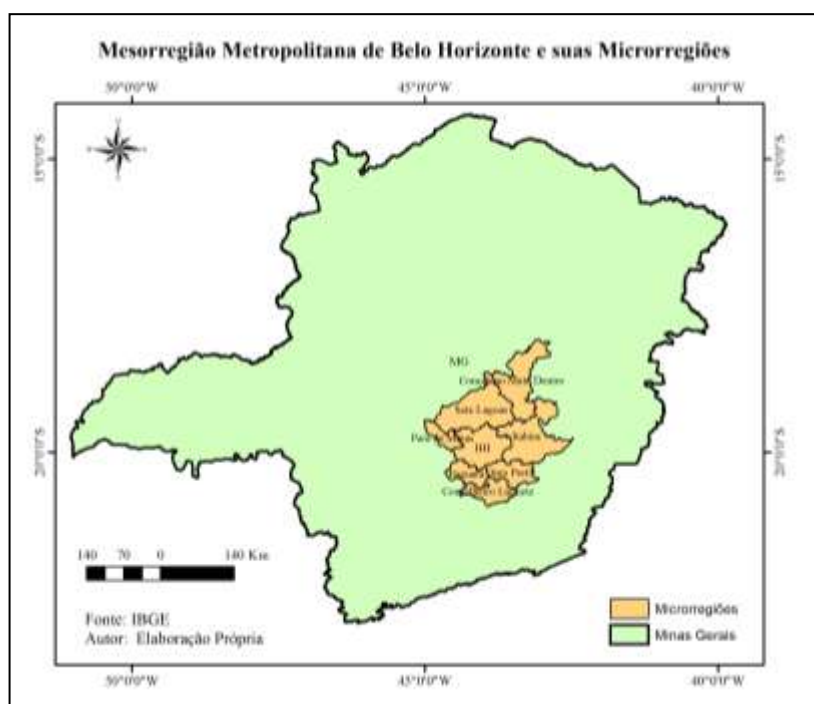 Mesorregião Metropolitana de Belo Horizonte e suas Microrregiões
50°0'0"W 45°0'0"W 40°0'0"W
15°0'0"S 15°0'0"S
MG
Sete Lagoas
Itabira
BH
20°0'0"S 20°0'0"S
140 70 0 140 Km
Fonte: IBGE
Autor: Elaboração Própria
Microrregiões
Minas Gerais
50°0'0"W 45°0'0"W 40°0'0"W